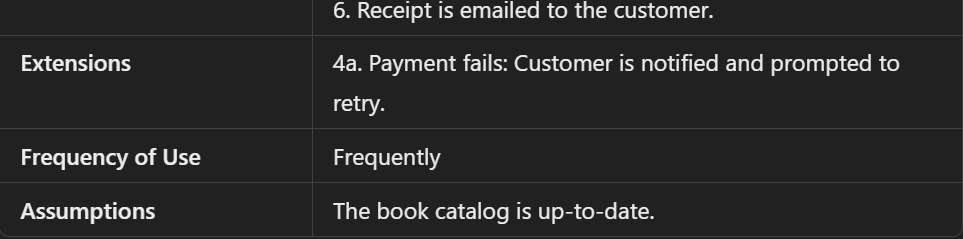 6. Receipt is emailed to the customer.
Extensions
4a. Payment fails: Customer is notified and prompted to
retry.
Frequency of Use
Frequently
Assumptions
The book catalog is up-to-date.